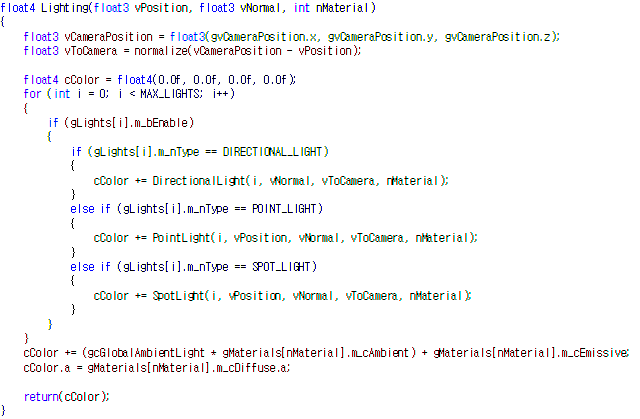 float4 Lighting(float3 vPosition, float3 vNormal, int nMaterial)
{
    float3 vCameraPosition = float3(gvCameraPosition.x, gvCameraPosition.y, gvCameraPosition.z);
    float3 vToCamera = normalize(vCameraPosition - vPosition);

    float4 cColor = float4(0.0f, 0.0f, 0.0f, 0.0f);
    for (int i = 0; i < MAX_LIGHTS; i++)
    {
        if (gLights[i].m_bEnable)
        {
            if (gLights[i].m_nType == DIRECTIONAL_LIGHT)
            {
                cColor += DirectionalLight(i, vNormal, vToCamera, nMaterial);
            }
            else if (gLights[i].m_nType == POINT_LIGHT)
            {
                cColor += PointLight(i, vPosition, vNormal, vToCamera, nMaterial);
            }
            else if (gLights[i].m_nType == SPOT_LIGHT)
            {
                cColor += SpotLight(i, vPosition, vNormal, vToCamera, nMaterial);
            }
        }
    }
    cColor += (gcGlobalAmbientLight * gMaterials[nMaterial].m_cAmbient) + gMaterials[nMaterial].m_cEmissive;
    cColor.a = gMaterials[nMaterial].m_cDiffuse.a;

    return(cColor);
}